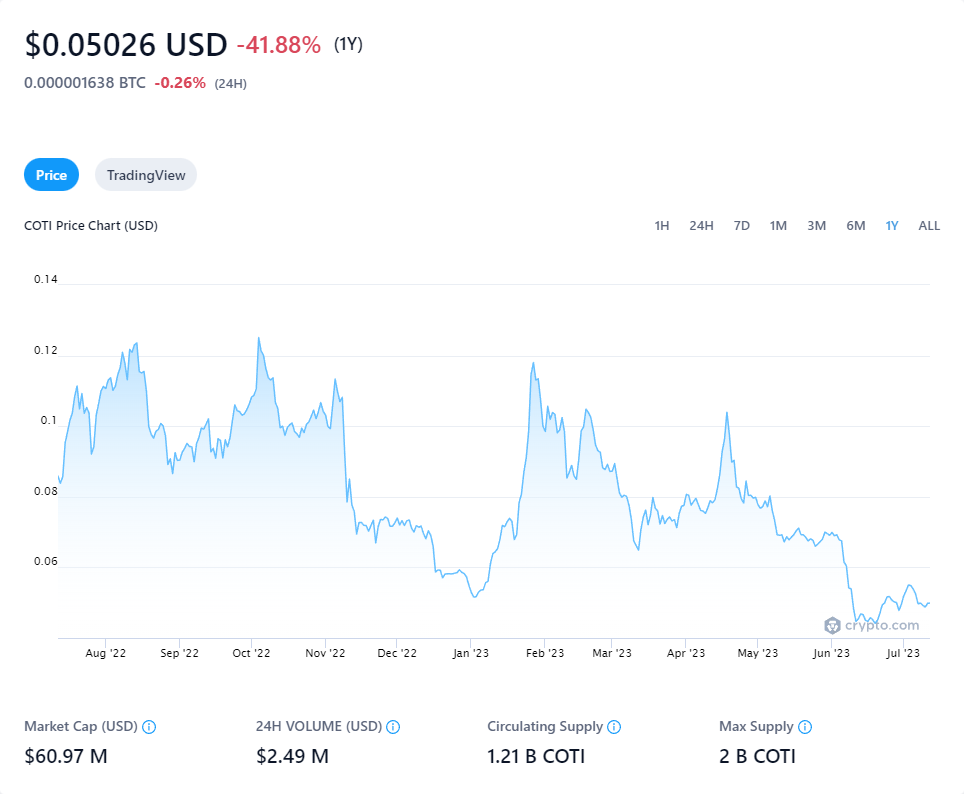 $0.05026 USD -41.88% (1Y)
0.000001638 BTC -0.26% (24H)
Price TradingView
COTI Price Chart (USD) 1H 24H 7D 1M 3M 6M 1Y ALL
0.14
0.12
0.1
0.08
0.06
crypto.com
Aug '22 Sep '22 Oct '22 Nov '22 Dec '22 Jan '23 Feb '23 Mar '23 Apr '23 May '23 Jun '23 Jul '23
Market Cap (USD) 24H VOLUME (USD) Circulating Supply Max Supply
$60.97 M $2.49 M 1.21 B COTI 2 B COTI